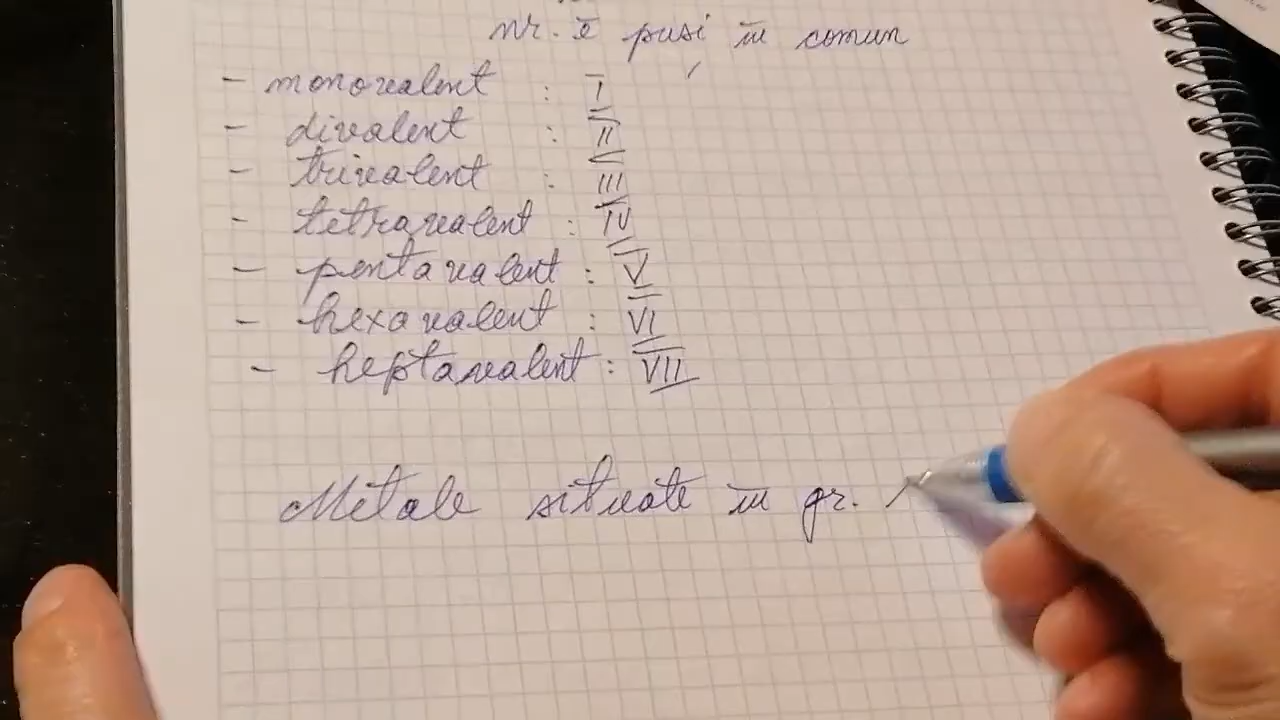 nr. ē puși în comun
- monovalent : I
- divalent : II
- trivalent : III
- tetravalent : IV
- pentavalent : V
- hexavalent : VI
- heptavalent : VII
Metale situate în gr.